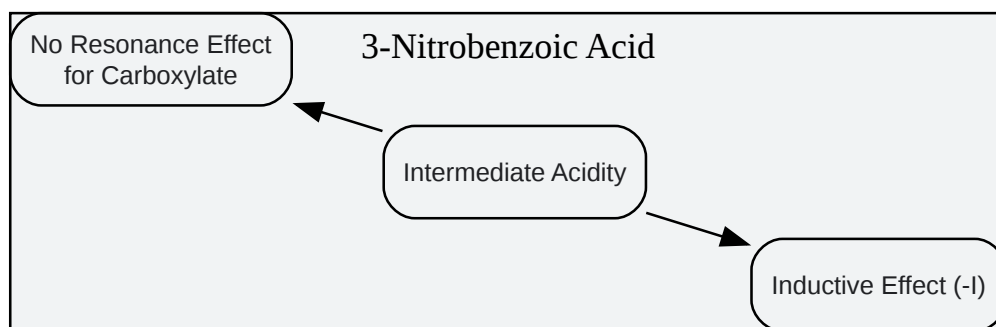 No Resonance Effect
for Carboxylate
3-Nitrobenzoic Acid
Intermediate Acidity
Inductive Effect (-I)